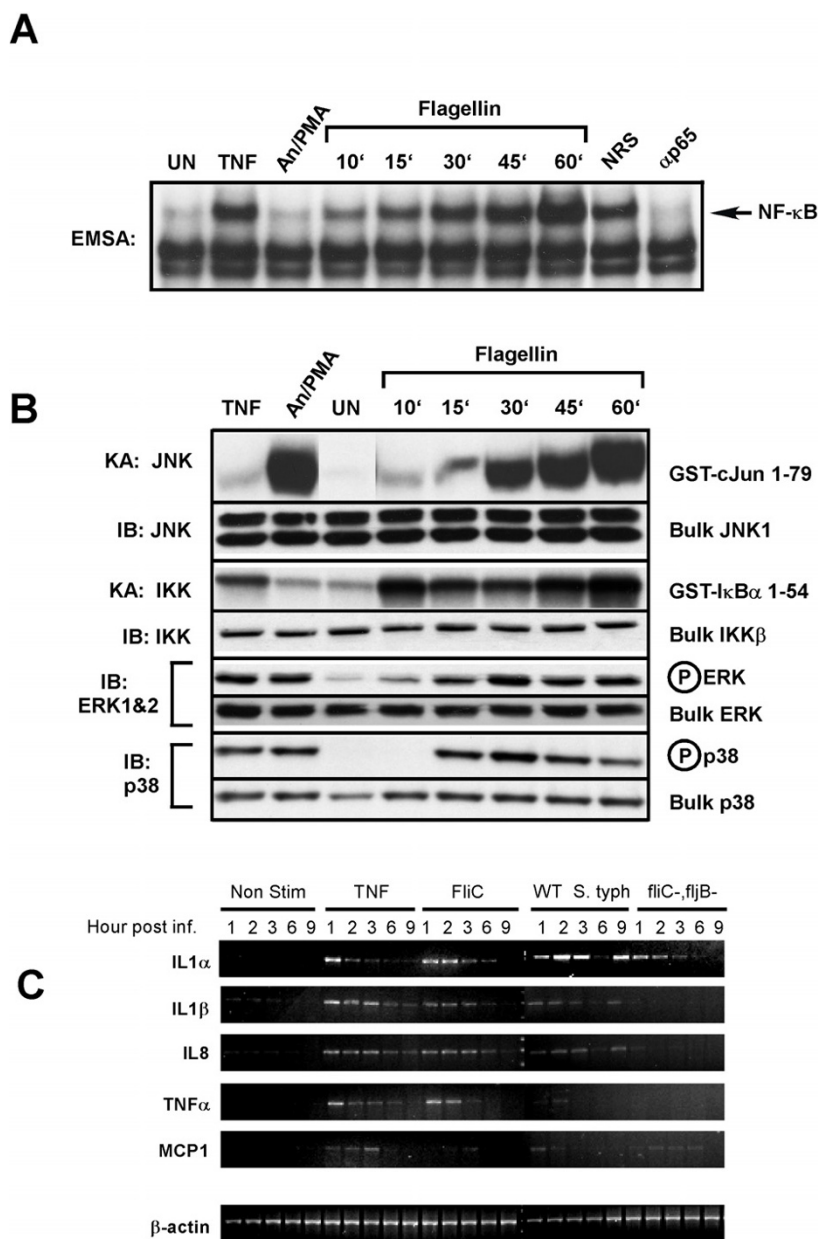 A
Flagellin
UN TNF An/PMA 10‘ 15‘ 30‘ 45‘ 60‘ NRS αp65
EMSA:
NF-κB
B
Flagellin
TNF An/PMA UN 10‘ 15‘ 30‘ 45‘ 60‘
KA: JNK GST-cJun 1-79
IB: JNK Bulk JNK1
KA: IKK GST-IκBα 1-54
IB: IKK Bulk IKKβ
IB: ERK1&2
P ERK
Bulk ERK
IB: p38
P p38
Bulk p38
C
Non Stim TNF FliC WT S. typh fliC-,fljB-
Hour post inf. 1 2 3 6 9 1 2 3 6 9 1 2 3 6 9 1 2 3 6 9 1 2 3 6 9
IL1α
IL1β
IL8
TNFα
MCP1
β-actin